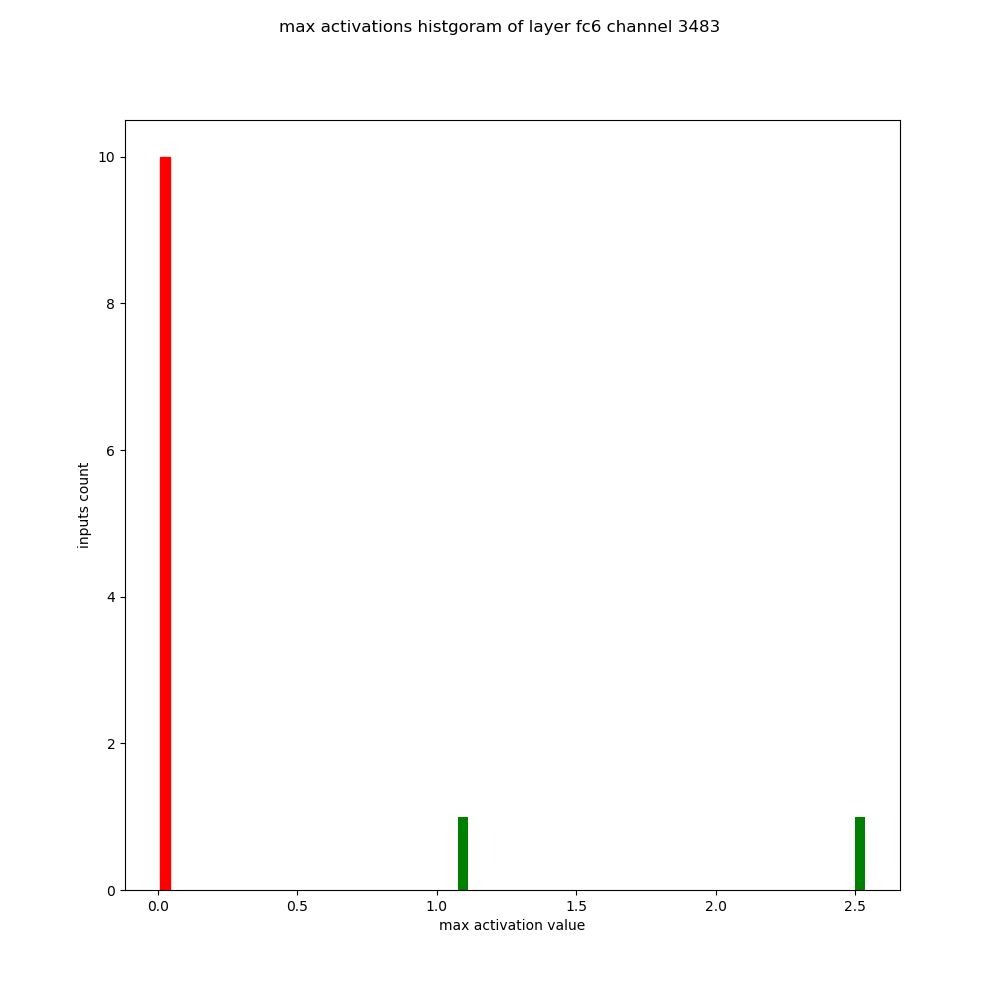 max activations histgoram of layer fc6 channel 3483
10
8
6
4
2
0
inputs count
0.0 0.5 1.0 1.5 2.0 2.5
max activation value